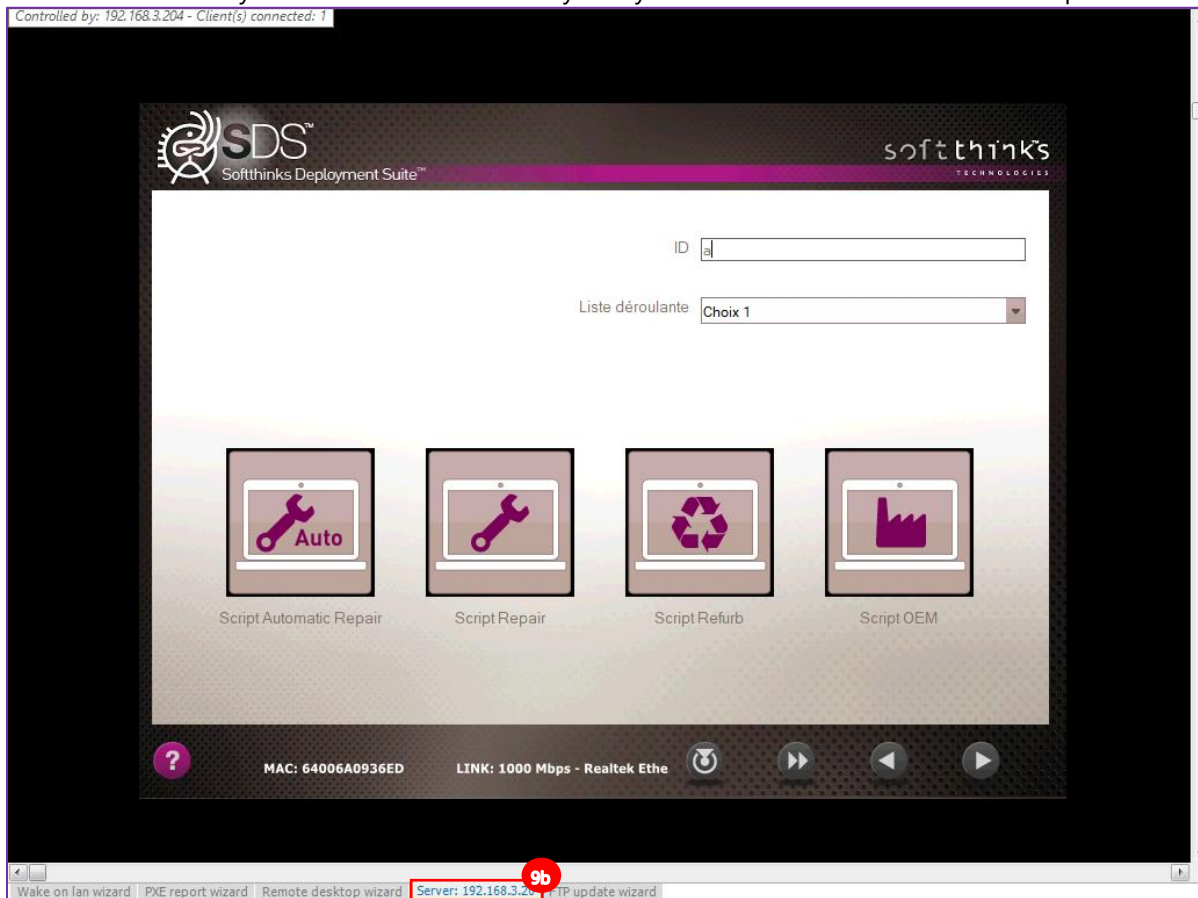 Controlled by: 192.168.3.204 - Client(s) connected: 1
SDS™
Softthinks Deployment Suite™
softthinks
TECHNOLOGIES
ID
a
Liste déroulante
Choix 1
Auto
Script Automatic Repair
Script Repair
Script Refurb
Script OEM
?
MAC: 64006A0936ED
LINK: 1000 Mbps - Realtek Ethe
9b
Wake on lan wizard PXE report wizard Remote desktop wizard Server: 192.168.3.20 FTP update wizard